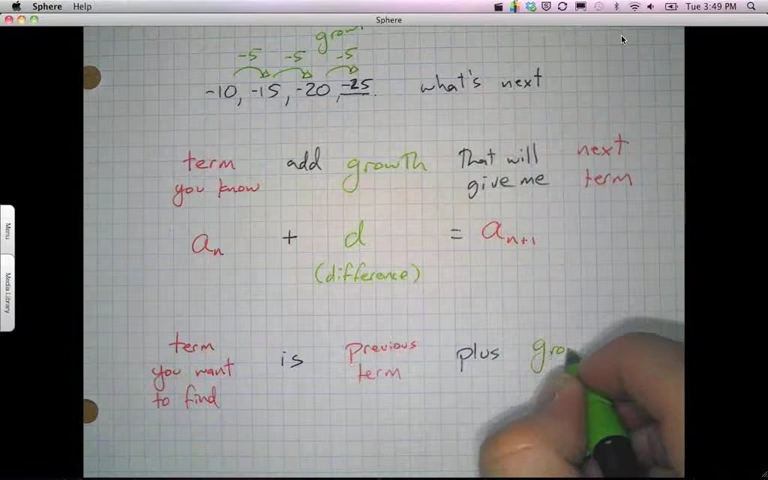 Sphere Help
Tue 3:49 PM
Sphere
growt
-5 -5 -5
-10, -15, -20, -25 what's next
term add growth That will next
you know give me term
an + d = an+1
(difference)
term is previous plus gro
you want term
to find
Menu
Media Library